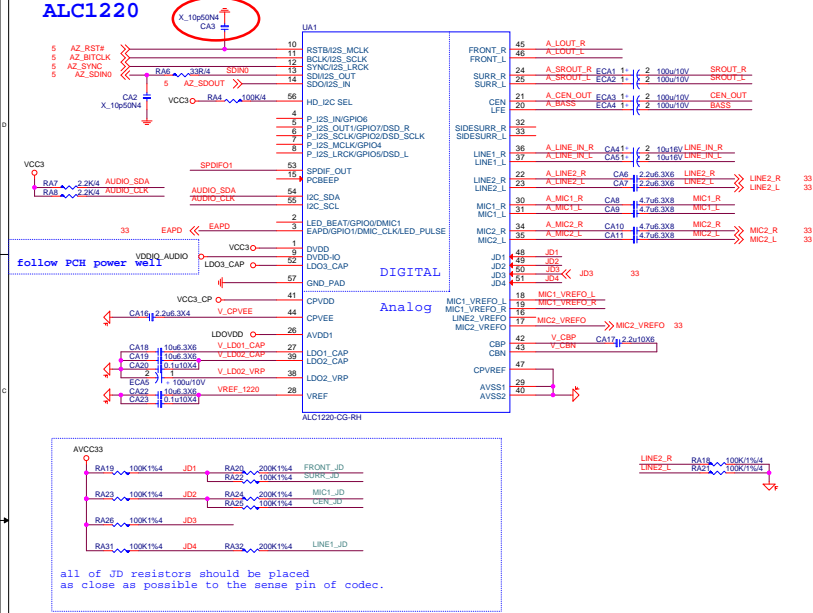 ALC1220
X_10p50N4
CA3
UA1
5 AZ_RST#
5 AZ_BITCLK
5 AZ_SYNC
5 AZ_SDIN0
RA6 33R/4 SDIN0
5 AZ_SDOUT
CA2
X_10p50N4
VCC3 RA4 100K/4
10 RSTB/I2S_MCLK
11 BCLK/I2S_SCLK
12 SYNC/I2S_LRCK
13 SDI/I2S_OUT
14 SDO/I2S_IN
56 HD_I2C SEL
4 P_I2S_IN/GPIO6
5 P_I2S_OUT1/GPIO7/DSD_R
6 P_I2S_SCLK/GPIO2/DSD_SCLK
7 P_I2S_MCLK/GPIO4
8 P_I2S_LRCK/GPIO5/DSD_L
SPDIFO1 53 SPDIF_OUT
15 PCBEEP
VCC3
RA7 2.2K/4 AUDIO_SDA
RA8 2.2K/4 AUDIO_CLK
AUDIO_SDA 54 I2C_SDA
AUDIO_CLK 55 I2C_SCL
2 LED_BEAT/GPIO0/DMIC1
33 EAPD EAPD 3 EAPD/GPIO1/DMIC_CLK/LED_PULSE
VCC3 1 DVDD
follow PCH power well VDDIO_AUDIO 9 DVDD-IO
LDO3_CAP 52 LDO3_CAP
57 GND_PAD
VCC3_CP 41 CPVDD
CA16 2.2u6.3X4 V_CPVEE 44 CPVEE
LDOVDD 26 AVDD1
CA18 10u6.3X6 V_LD01_CAP 27 LDO1_CAP
CA19 10u6.3X6 V_LD02_CAP 39 LDO2_CAP
CA20 0.1u10X4
2 1 V_LD02_VRP 38 LDO2_VRP
ECA5 + 100u/10V
CA22 10u6.3X6 VREF_1220 28 VREF
CA23 0.1u10X4
DIGITAL
Analog
ALC1220-CG-RH
FRONT_R 45 A_LOUT_R
FRONT_L 46 A_LOUT_L
SURR_R 24 A_SROUT_R ECA1 1+ 2 100u/10V SROUT_R
SURR_L 25 A_SROUT_L ECA2 1+ 2 100u/10V SROUT_L
CEN 21 A_CEN_OUT ECA3 1+ 2 100u/10V CEN_OUT
LFE 20 A_BASS ECA4 1+ 2 100u/10V BASS
SIDESURR_R 32
SIDESURR_L 33
LINE1_R 36 A_LINE_IN_R CA4 1+ 2 10u16V LINE_IN_R
LINE1_L 37 A_LINE_IN_L CA5 1+ 2 10u16V LINE_IN_L
LINE2_R 22 A_LINE2_R CA6 2.2u6.3X6 LINE2_R LINE2_R 33
LINE2_L 23 A_LINE2_L CA7 2.2u6.3X6 LINE2_L LINE2_L 33
MIC1_R 30 A_MIC1_R CA8 4.7u6.3X8 MIC1_R
MIC1_L 31 A_MIC1_L CA9 4.7u6.3X8 MIC1_L
MIC2_R 34 A_MIC2_R CA10 4.7u6.3X8 MIC2_R MIC2_R 33
MIC2_L 35 A_MIC2_L CA11 4.7u6.3X8 MIC2_L MIC2_L 33
JD1 48 JD1
JD2 49 JD2
JD3 50 JD3 JD3 33
JD4 51 JD4
MIC1_VREFO_L 18 MIC1_VREFO_L
MIC1_VREFO_R 19 MIC1_VREFO_R
LINE2_VREFO 16
MIC2_VREFO 17 MIC2_VREFO MIC2_VREFO 33
CBP 42 V_CBP CA17 2.2u10X6
CBN 43 V_CBN
CPVREF 47
AVSS1 29
AVSS2 40
AVCC33
RA19 100K1%4 JD1 RA20 200K1%4 FRONT_JD
RA22 100K1%4 SURR_JD
RA23 100K1%4 JD2 RA24 200K1%4 MIC1_JD
RA25 100K1%4 CEN_JD
RA26 100K1%4 JD3
RA31 100K1%4 JD4 RA32 200K1%4 LINE1_JD
all of JD resistors should be placed
as close as possible to the sense pin of codec.
LINE2_R RA18 100K/1%/4
LINE2_L RA21 100K/1%/4
D
C